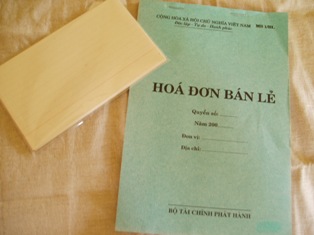 CỘNG HÒA XÃ HỘI CHỦ NGHĨA VIỆT NAM
Độc lập - Tự do - Hạnh phúc
HOÁ ĐƠN BÁN LẺ
Quyển số:
Năm 200
Đơn vị:
Địa chỉ:
BỘ TÀI CHÍNH PHÁT HÀNH